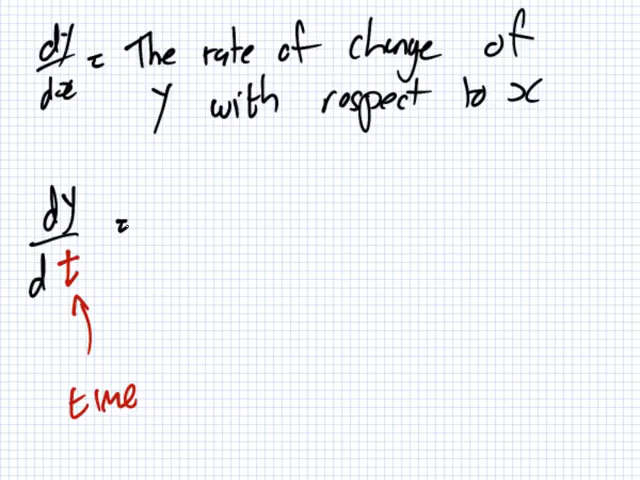 dy/dx = The rate of change of
y with respect to x
dy/dt =
time